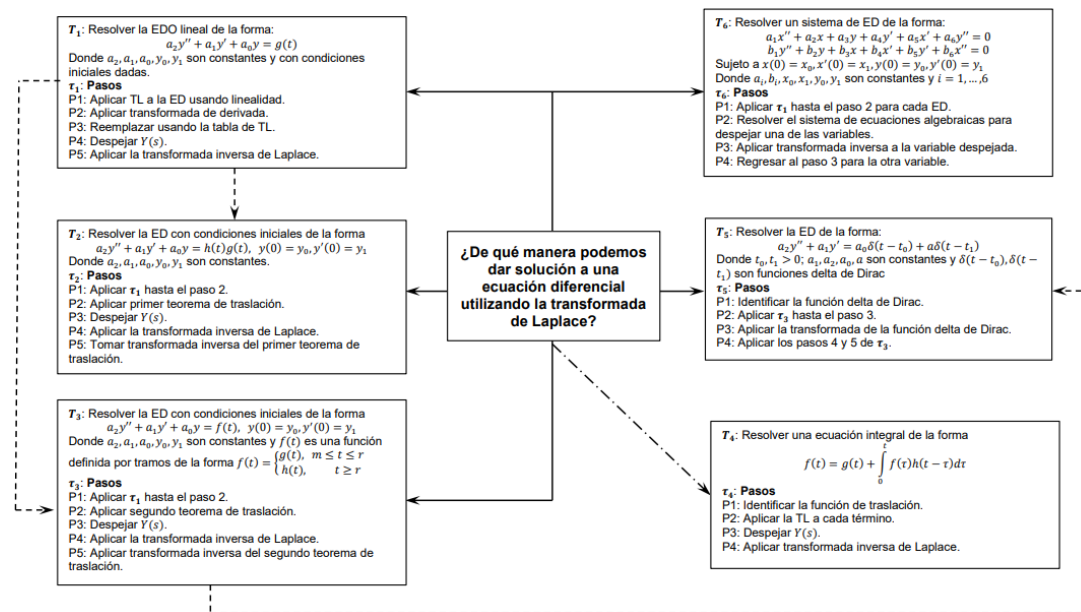 T₁: Resolver la EDO lineal de la forma:
a₂y′′ + a₁y′ + a₀y = g(t)
Donde a₂, a₁, a₀, y₀, y₁ son constantes y con condiciones
iniciales dadas.
τ₁: Pasos
P1: Aplicar TL a la ED usando linealidad.
P2: Aplicar transformada de derivada.
P3: Reemplazar usando la tabla de TL.
P4: Despejar Y(s).
P5: Aplicar la transformada inversa de Laplace.
T₂: Resolver la ED con condiciones iniciales de la forma
a₂y′′ + a₁y′ + a₀y = h(t)g(t), y(0) = y₀, y′(0) = y₁
Donde a₂, a₁, a₀, y₀, y₁ son constantes.
τ₂: Pasos
P1: Aplicar τ₁ hasta el paso 2.
P2: Aplicar primer teorema de traslación.
P3: Despejar Y(s).
P4: Aplicar la transformada inversa de Laplace.
P5: Tomar transformada inversa del primer teorema de
traslación.
T₃: Resolver la ED con condiciones iniciales de la forma
a₂y′′ + a₁y′ + a₀y = f(t), y(0) = y₀, y′(0) = y₁
Donde a₂, a₁, a₀, y₀, y₁ son constantes y f(t) es una función
definida por tramos de la forma f(t) = {g(t), m ≤ t ≤ r
h(t), t ≥ r
τ₃: Pasos
P1: Aplicar τ₁ hasta el paso 2.
P2: Aplicar segundo teorema de traslación.
P3: Despejar Y(s).
P4: Aplicar la transformada inversa de Laplace.
P5: Aplicar transformada inversa del segundo teorema de
traslación.
¿De qué manera podemos
dar solución a una
ecuación diferencial
utilizando la transformada
de Laplace?
T₆: Resolver un sistema de ED de la forma:
a₁x′′ + a₂x + a₃y + a₄y′ + a₅x′ + a₆y′′ = 0
b₁y′′ + b₂y + b₃x + b₄x′ + b₅y′ + b₆x′′ = 0
Sujeto a x(0) = x₀, x′(0) = x₁, y(0) = y₀, y′(0) = y₁
Donde aᵢ, bᵢ, x₀, x₁, y₀, y₁ son constantes y i = 1, … ,6
τ₆: Pasos
P1: Aplicar τ₁ hasta el paso 2 para cada ED.
P2: Resolver el sistema de ecuaciones algebraicas para
despejar una de las variables.
P3: Aplicar transformada inversa a la variable despejada.
P4: Regresar al paso 3 para la otra variable.
T₅: Resolver la ED de la forma
a₂y′′ + a₁y′ = a₀δ(t − t₀) + aδ(t − t₁)
Donde t₀, t₁ > 0; a₁, a₂, a₀, a son constantes y δ(t − t₀), δ(t −
t₁) son funciones delta de Dirac
τ₅: Pasos
P1: Identificar la función delta de Dirac.
P2: Aplicar τ₃ hasta el paso 3.
P3: Aplicar la transformada de la función delta de Dirac.
P4: Aplicar los pasos 4 y 5 de τ₃.
T₄: Resolver una ecuación integral de la forma
f(t) = g(t) + ∫₀ᵗ f(τ)h(t − τ)dτ
τ₄: Pasos
P1: Identificar la función de traslación.
P2: Aplicar la TL a cada término.
P3: Despejar Y(s).
P4: Aplicar transformada inversa de Laplace.